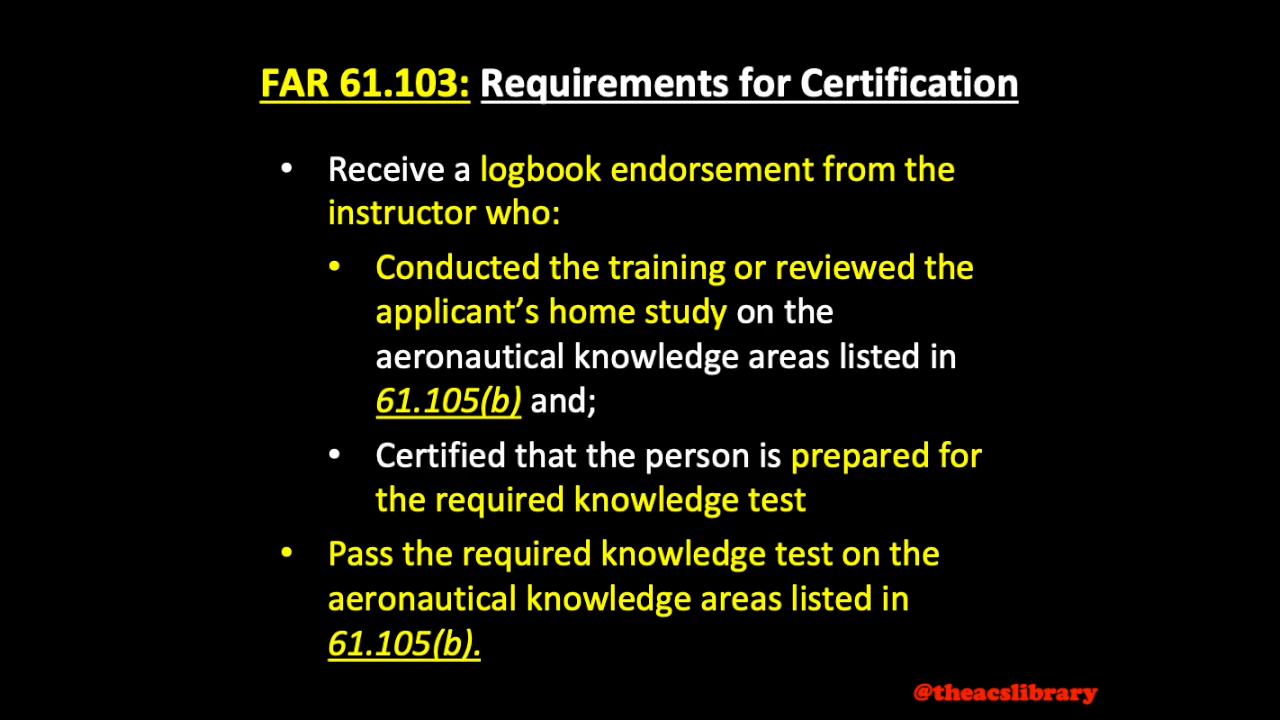 FAR 61.103: Requirements for Certification
• Receive a logbook endorsement from the
instructor who:
• Conducted the training or reviewed the
applicant’s home study on the
aeronautical knowledge areas listed in
61.105(b) and;
• Certified that the person is prepared for
the required knowledge test
• Pass the required knowledge test on the
aeronautical knowledge areas listed in
61.105(b).
@theacslibrary